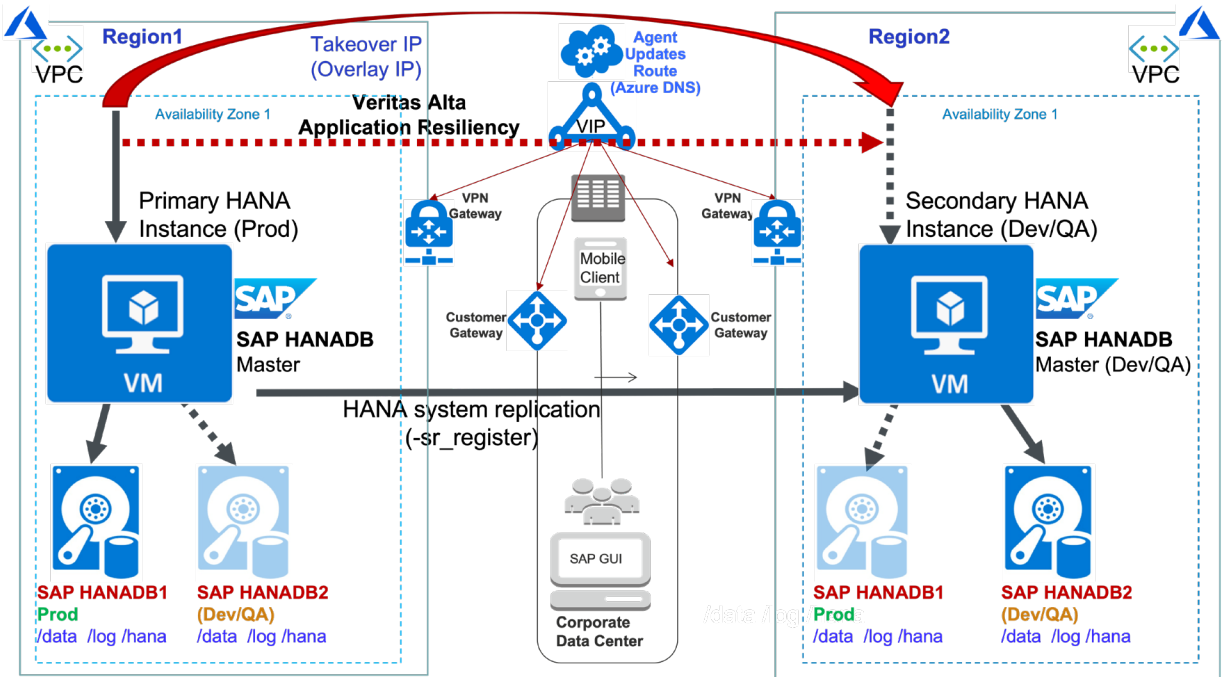 Region1
VPC
Takeover IP
(Overlay IP)
Agent
Updates
Route
(Azure DNS)
Region2
VPC
Availability Zone 1
Veritas Alta
Application Resiliency
VIP
Availability Zone 1
Primary HANA
Instance (Prod)
VPN
Gateway
VPN
Gateway
Secondary HANA
Instance (Dev/QA)
Mobile
Client
VM
SAP
SAP HANADB
Master
Customer
Gateway
Customer
Gateway
VM
SAP
SAP HANADB
Master (Dev/QA)
HANA system replication
(-sr_register)
SAP GUI
Corporate
Data Center
SAP HANADB1
Prod
/data /log /hana
SAP HANADB2
(Dev/QA)
/data /log /hana
/data /log /hana
SAP HANADB1
Prod
/data /log /hana
SAP HANADB2
(Dev/QA)
/data /log /hana